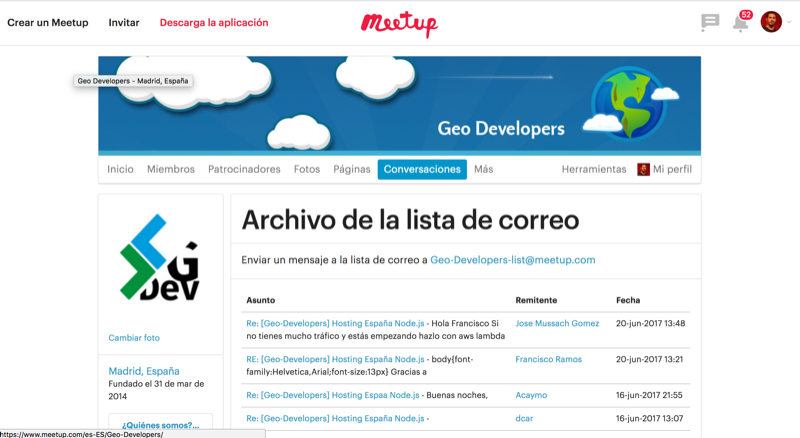 Crear un Meetup Invitar Descarga la aplicación
Meetup
52
Geo Developers - Madrid, España
Geo Developers
Inicio Miembros Patrocinadores Fotos Páginas Conversaciones Más Herramientas Mi perfil
G
Dev
Cambiar foto
Madrid, España
Fundado el 31 de mar de
2014
¿Quiénes somos?...
Archivo de la lista de correo
Enviar un mensaje a la lista de correo a Geo-Developers-list@meetup.com
Asunto Remitente Fecha
Re: [Geo-Developers] Hosting España Node.js - Hola Francisco Si Jose Mussach Gomez 20-jun-2017 13:48
no tienes mucho tráfico y estás empezando hazlo con aws lambda
RE: [Geo-Developers] Hosting España Node.js - body{font- Francisco Ramos 20-jun-2017 13:21
family:Helvetica,Arial;font-size:13px} Gracias a
Re: [Geo-Developers] Hosting Espaa Node.js - Buenas noches, Acaymo 16-jun-2017 21:55
Re: [Geo-Developers] Hosting España Node.js - dcar 16-jun-2017 13:07
https://www.meetup.com/es-ES/Geo-Developers/